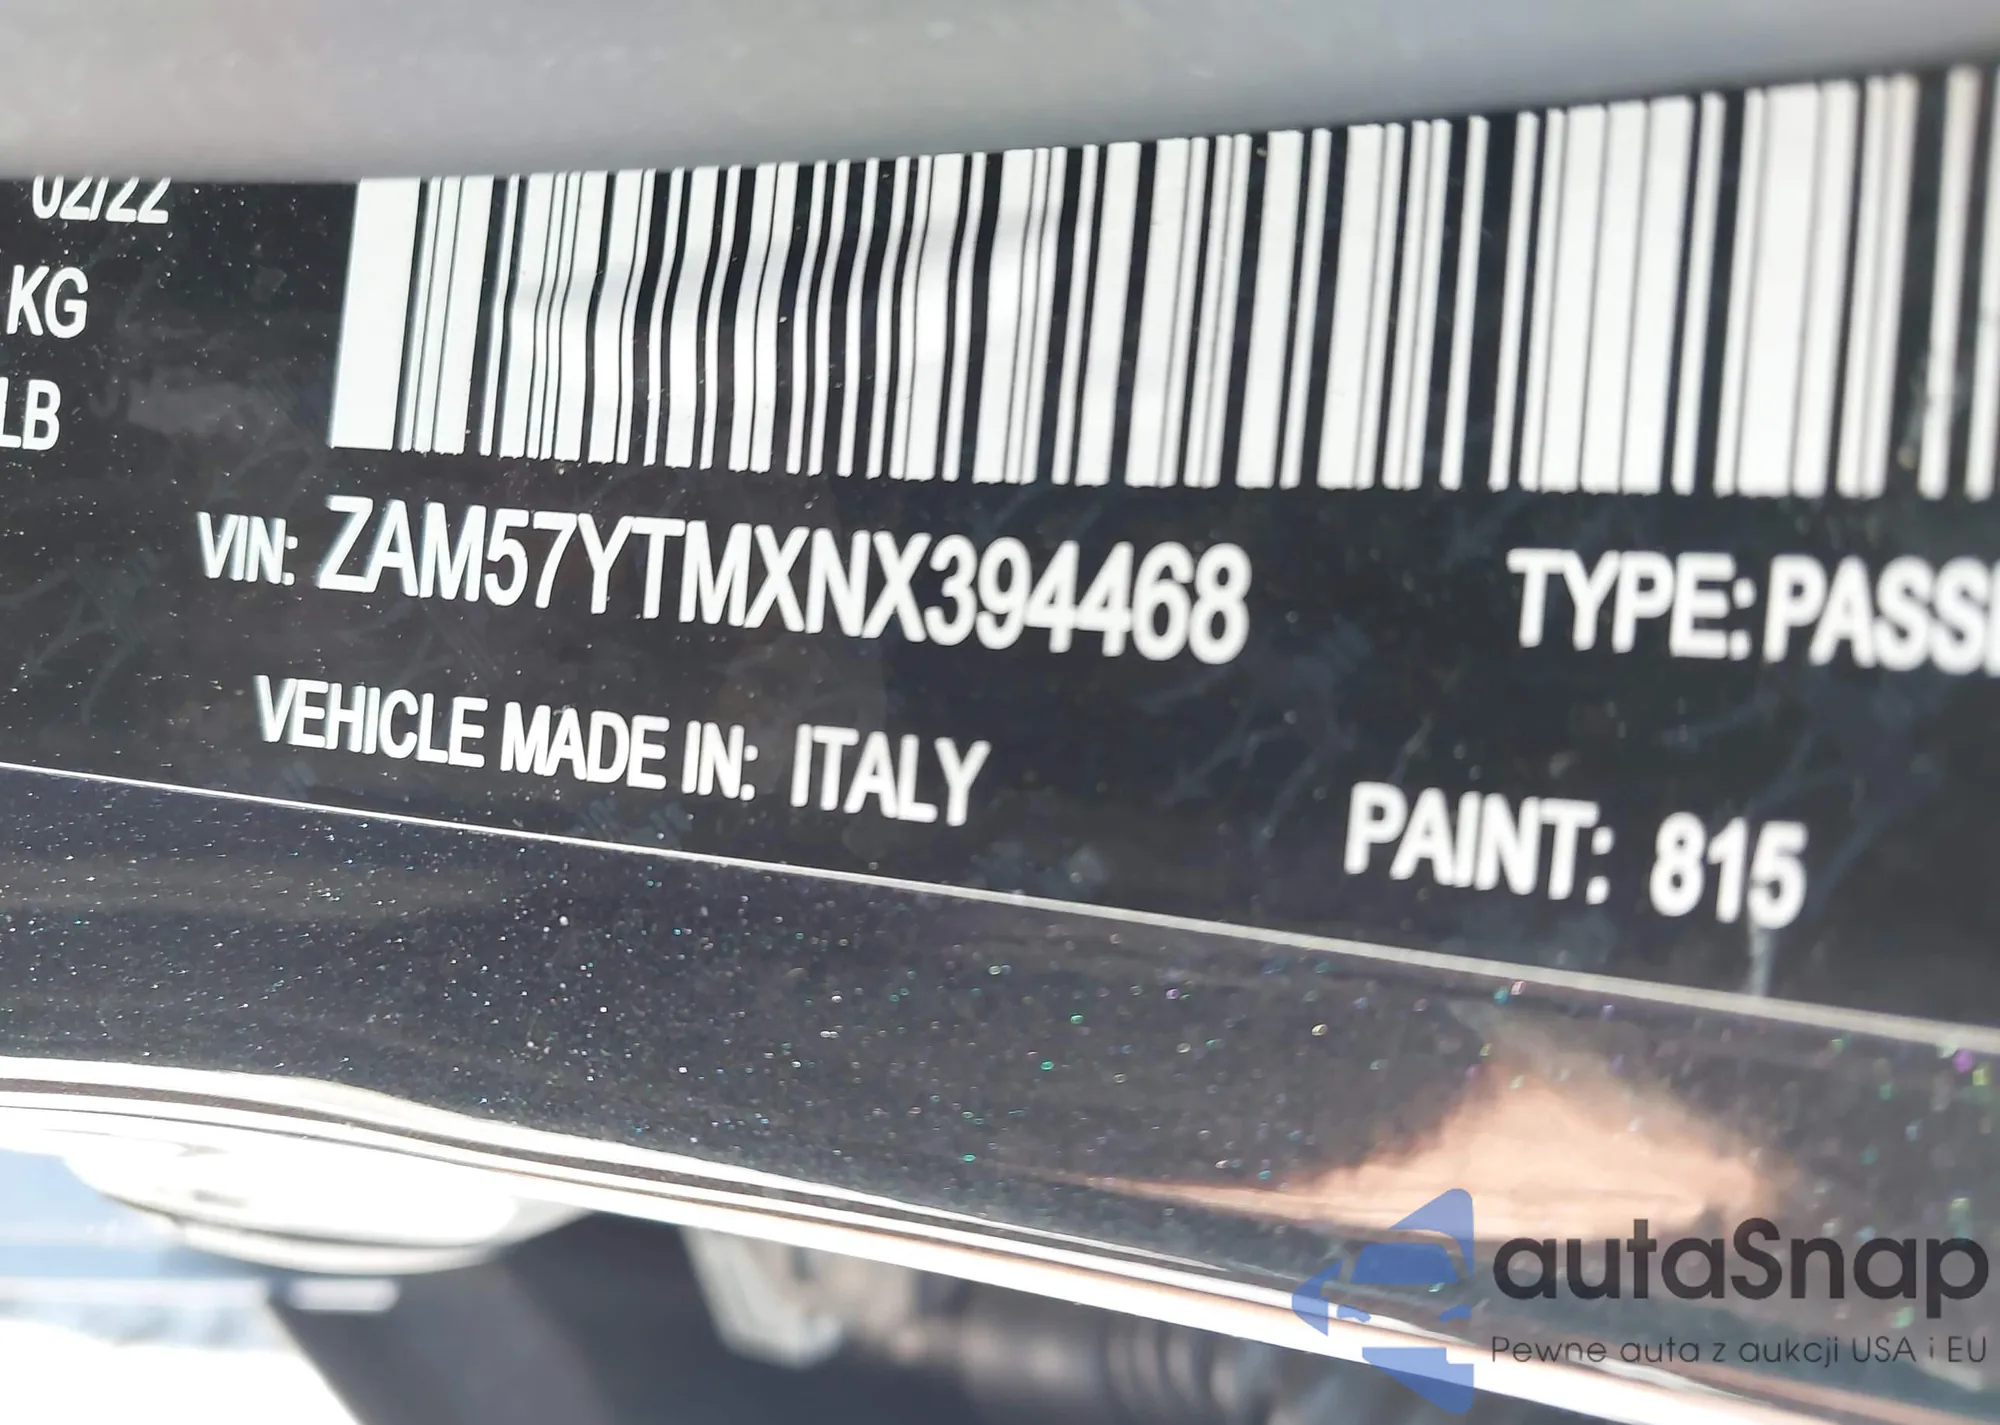 02/22
KG
LB
VIN: ZAM57YTMXNX394468
TYPE: PASSE
VEHICLE MADE IN: ITALY
PAINT: 815
autaSnap
Pewne auta z aukcji USA i EU